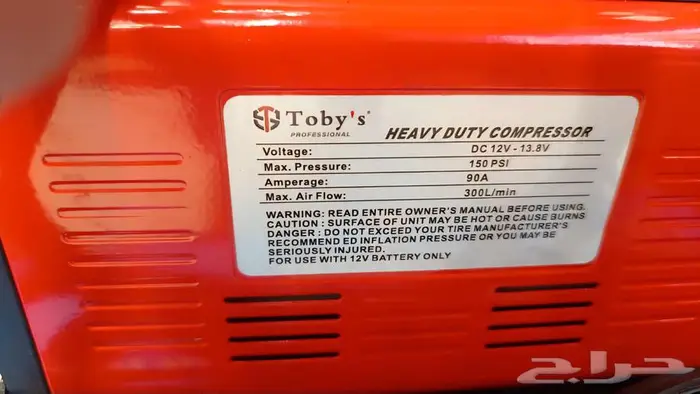 Toby's
PROFESSIONAL
HEAVY DUTY COMPRESSOR
Voltage: DC 12V - 13.8V
Max. Pressure: 150 PSI
Amperage: 90A
Max. Air Flow: 300L/min
WARNING: READ ENTIRE OWNER'S MANUAL BEFORE USING.
CAUTION : SURFACE OF UNIT MAY BE HOT OR CAUSE BURNS
DANGER : DO NOT EXCEED YOUR TIRE MANUFACTURER'S
RECOMMEND ED INFLATION PRESSURE OR YOU MAY BE
SERIOUSLY INJURED.
FOR USE WITH 12V BATTERY ONLY
حراج